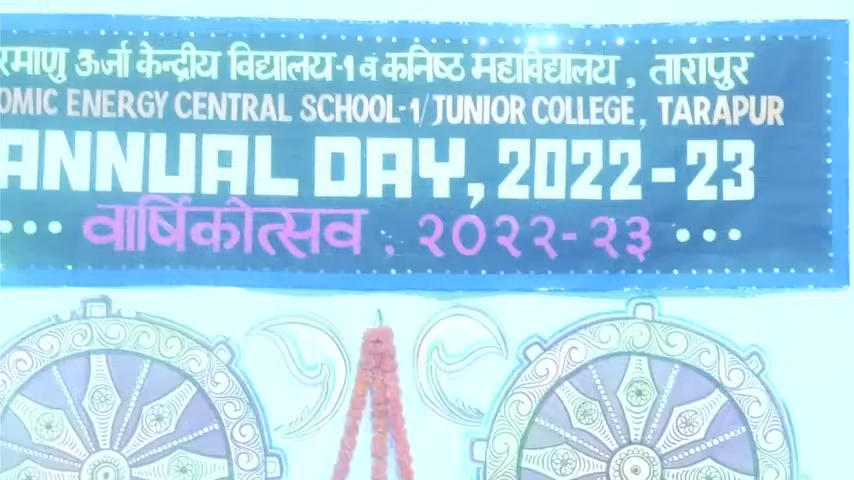 रमाणु ऊर्जा केन्द्रीय विद्यालय-1 व कनिष्ठ महाविद्यालय, तारापुर
OMIC ENERGY CENTRAL SCHOOL-1/JUNIOR COLLEGE, TARAPUR
ANNUAL DAY, 2022-23
वार्षिकोत्सव, २०२२-२३